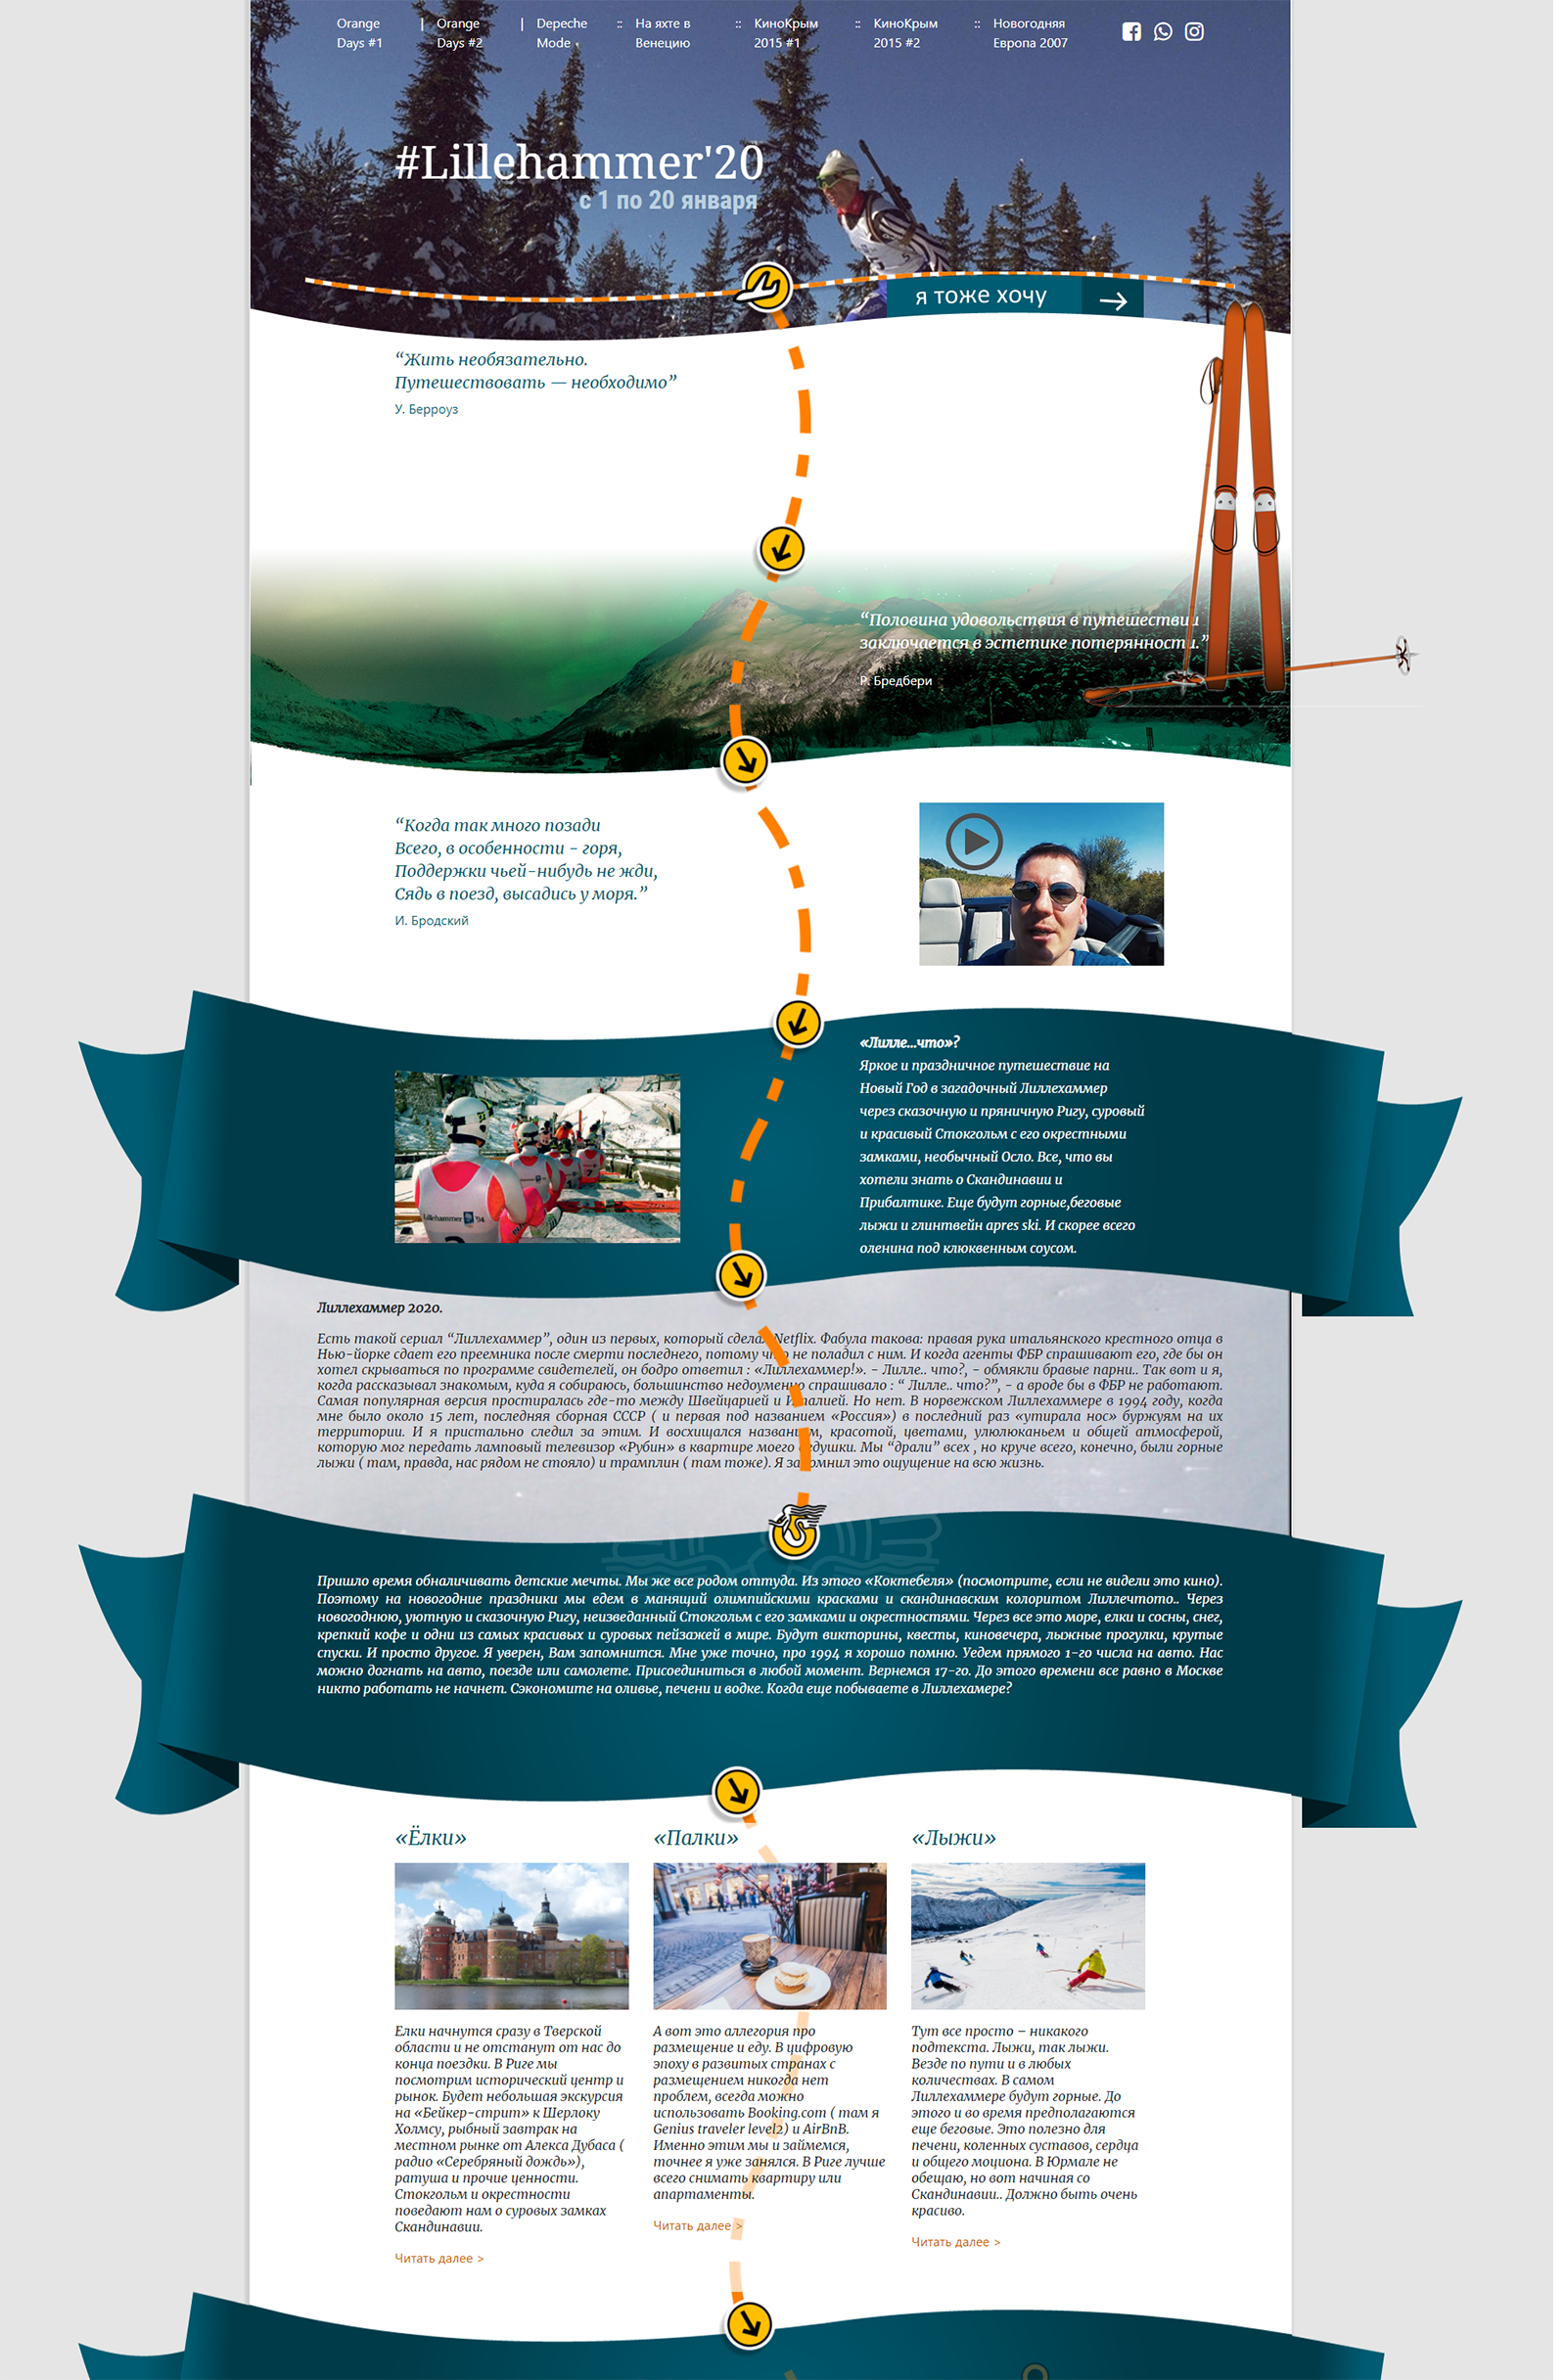 Orange
Days #1
|
Orange
Days #2
|
Depeche
Mode
::
На яхте в
Венецию
::
КиноКрым
2015 #1
::
КиноКрым
2015 #2
::
Новогодняя
Европа 2007
#Lillehammer'20
с 1 по 20 января
я тоже хочу
“Жить необязательно.
Путешествовать — необходимо”
У. Берроуз
“Половина удовольствия в путешествии
заключается в эстетике потерянности.”
Р. Бредбери
“Когда так много позади
Всего, в особенности - горя,
Поддержки чьей-нибудь не жди,
Сядь в поезд, высадись у моря.”
И. Бродский
Lillehammer '94
«Лилле...что»?
Яркое и праздничное путешествие на
Новый Год в загадочный Лиллехаммер
через сказочную и пряничную Ригу, суровый
и красивый Стокгольм с его окрестными
замками, необычный Осло. Все, что вы
хотели знать о Скандинавии и
Прибалтике. Еще будут горные,беговые
лыжи и глинтвейн apres ski. И скорее всего
оленина под клюквенным соусом.
Лиллехаммер 2020.
Есть такой сериал “Лиллехаммер”, один из первых, который сделал Netflix. Фабула такова: правая рука итальянского крестного отца в
Нью-йорке сдает его преемника после смерти последнего, потому что не поладил с ним. И когда агенты ФБР спрашивают его, где бы он
хотел скрываться по программе свидетелей, он бодро ответил : «Лиллехаммер!». - Лилле.. что?, - обмякли бравые парни.. Так вот и я,
когда рассказывал знакомым, куда я собираюсь, большинство недоуменно спрашивало : “ Лилле.. что?”, - а вроде бы в ФБР не работают.
Самая популярная версия простиралась где-то между Швейцарией и Италией. Но нет. В норвежском Лиллехаммере в 1994 году, когда
мне было около 15 лет, последняя сборная СССР ( и первая под названием «Россия») в последний раз «утирала нос» буржуям на их
территории. И я пристально следил за этим. И восхищался названием, красотой, цветами, улюлюканьем и общей атмосферой,
которую мог передать ламповый телевизор «Рубин» в квартире моего дедушки. Мы “драли” всех , но круче всего, конечно, были горные
лыжи ( там, правда, нас рядом не стояло) и трамплин ( там тоже). Я запомнил это ощущение на всю жизнь.
Пришло время обналичивать детские мечты. Мы же все родом оттуда. Из этого «Коктебеля» (посмотрите, если не видели это кино).
Поэтому на новогодние праздники мы едем в манящий олимпийскими красками и скандинавским колоритом Лиллечтото.. Через
новогоднюю, уютную и сказочную Ригу, неизведанный Стокгольм с его замками и окрестностями. Через все это море, елки и сосны, снег,
крепкий кофе и одни из самых красивых и суровых пейзажей в мире. Будут викторины, квесты, киновечера, лыжные прогулки, крутые
спуски. И просто другое. Я уверен, Вам запомнится. Мне уже точно, про 1994 я хорошо помню. Уедем прямого 1-го числа на авто. Нас
можно догнать на авто, поезде или самолете. Присоединиться в любой момент. Вернемся 17-го. До этого времени все равно в Москве
никто работать не начнет. Сэкономите на оливье, печени и водке. Когда еще побываете в Лиллехамере?
«Ёлки»
Елки начнутся сразу в Тверской
области и не отстанут от нас до
конца поездки. В Риге мы
посмотрим исторический центр и
рынок. Будет небольшая экскурсия
на «Бейкер-стрит» к Шерлоку
Холмсу, рыбный завтрак на
местном рынке от Алекса Дубаса (
радио «Серебряный дождь»),
ратуша и прочие ценности.
Стокгольм и окрестности
поведают нам о суровых замках
Скандинавии.
Читать далее >
«Палки»
А вот это аллегория про
размещение и еду. В цифровую
эпоху в развитых странах с
размещением никогда нет
проблем, всегда можно
использовать Booking.com ( там я
Genius traveler level2) и AirBnB.
Именно этим мы и займемся,
точнее я уже занялся. В Риге лучше
всего снимать квартиру или
апартаменты.
Читать далее >
«Лыжи»
Тут все просто – никакого
подтекста. Лыжи, так лыжи.
Везде по пути и в любых
количествах. В самом
Лиллехаммере будут горные. До
этого и во время предполагаются
еще беговые. Это полезно для
печени, коленных суставов, сердца
и общего моциона. В Юрмале не
обещаю, но вот начиная со
Скандинавии.. Должно быть очень
красиво.
Читать далее >